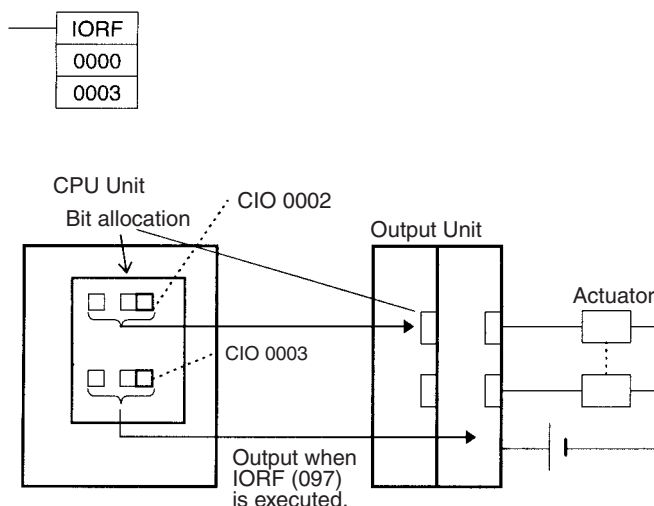 IORF
0000
0003
CPU Unit
Bit allocation
CIO 0002
Output Unit
Actuator
CIO 0003
Output when
IORF (097)
is executed.